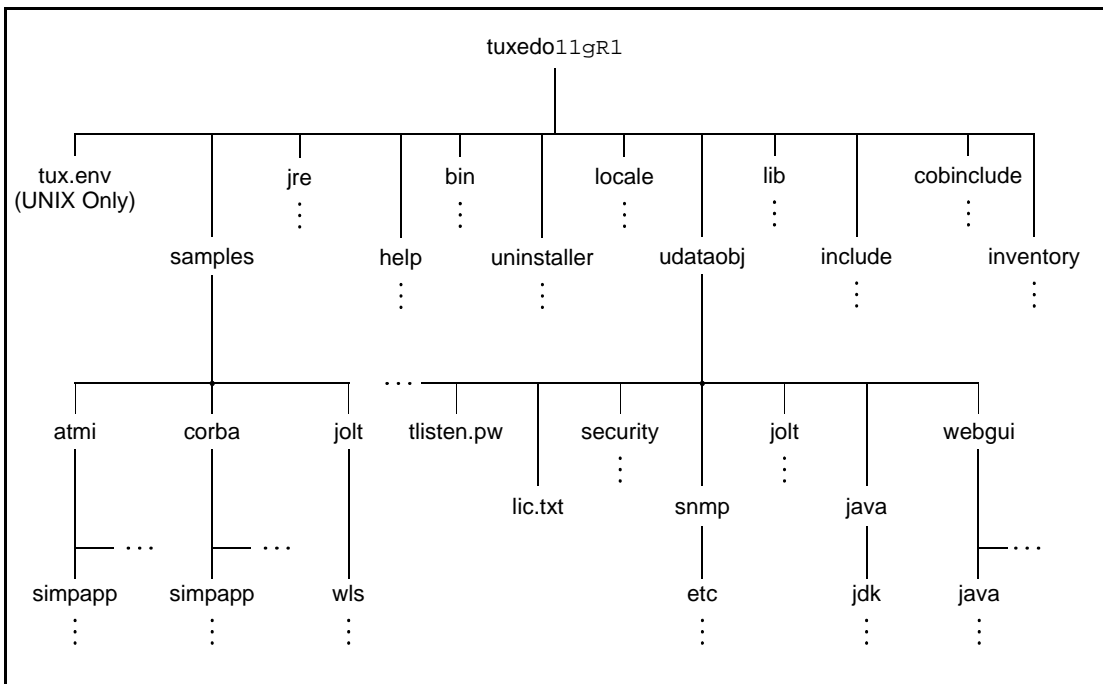 tuxedo11gR1
tux.env
(UNIX Only)
jre
bin
locale
lib
cobinclude
samples
help
uninstaller
udataobj
include
inventory
atmi
corba
jolt
tlisten.pw
security
jolt
webgui
lic.txt
snmp
java
simpapp
simpapp
wls
etc
jdk
java